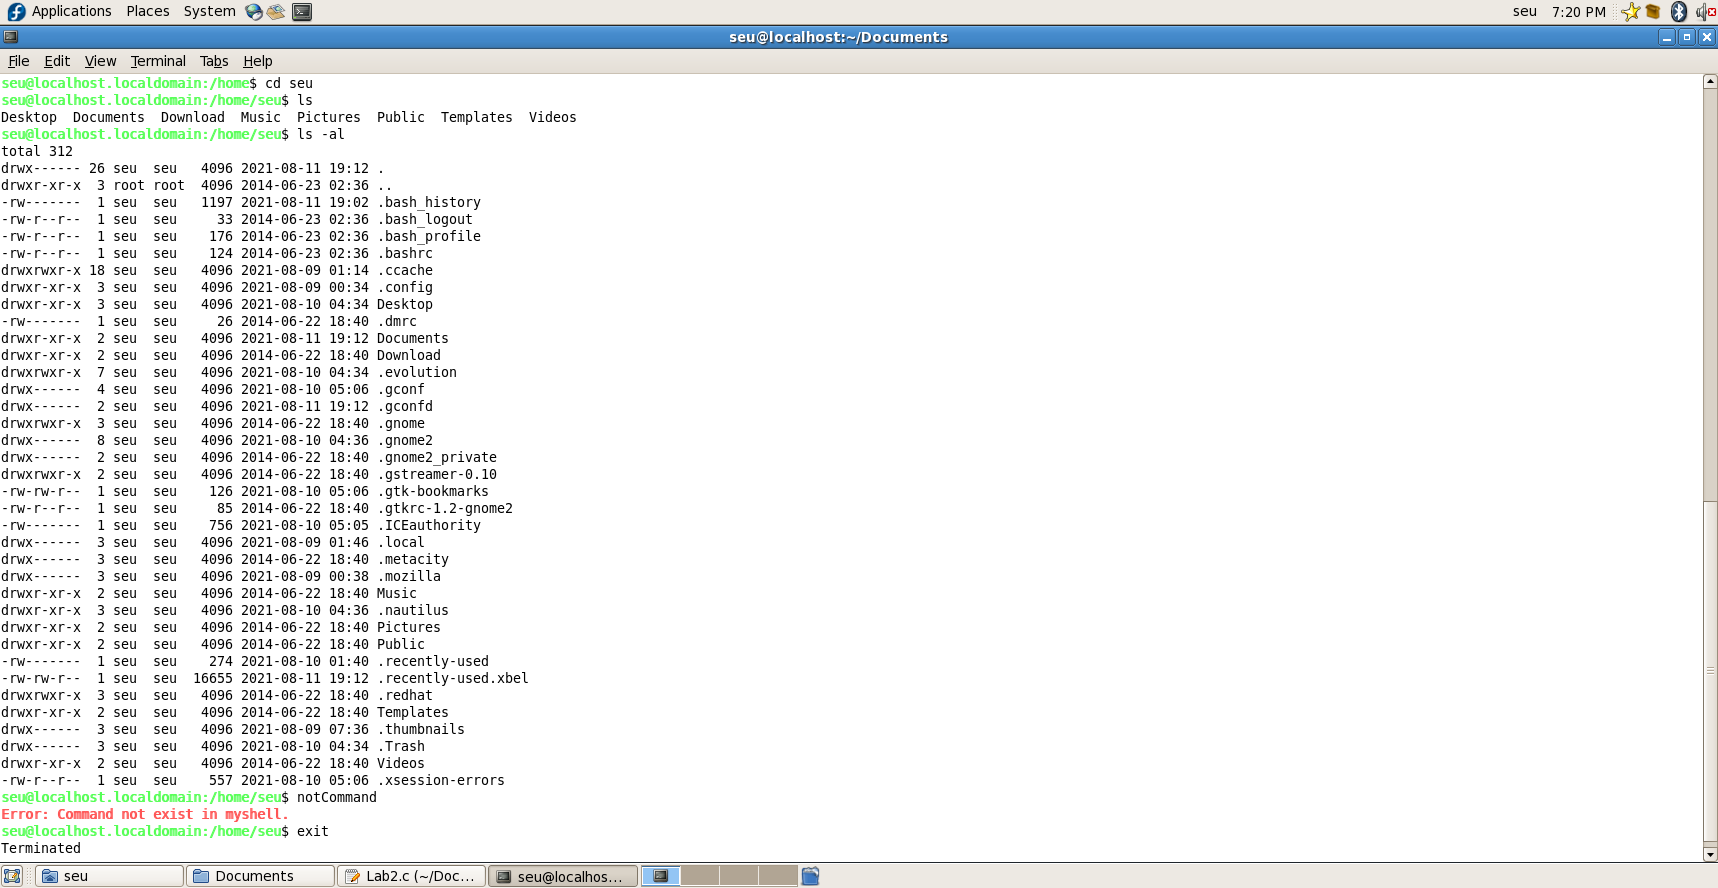 Applications Places System seu 7:20 PM
seu@localhost:~/Documents
File Edit View Terminal Tabs Help
seu@localhost.localdomain:/home$ cd seu
seu@localhost.localdomain:/home/seu$ ls
Desktop  Documents  Download  Music  Pictures  Public  Templates  Videos
seu@localhost.localdomain:/home/seu$ ls -al
total 312
drwx------ 26 seu  seu   4096 2021-08-11 19:12 .
drwxr-xr-x  3 root root  4096 2014-06-23 02:36 ..
-rw-------  1 seu  seu   1197 2021-08-11 19:02 .bash_history
-rw-r--r--  1 seu  seu     33 2014-06-23 02:36 .bash_logout
-rw-r--r--  1 seu  seu    176 2014-06-23 02:36 .bash_profile
-rw-r--r--  1 seu  seu    124 2014-06-23 02:36 .bashrc
drwxrwxr-x 18 seu  seu   4096 2021-08-09 01:14 .ccache
drwxr-xr-x  3 seu  seu   4096 2021-08-09 00:34 .config
drwxr-xr-x  3 seu  seu   4096 2021-08-10 04:34 Desktop
-rw-------  1 seu  seu     26 2014-06-22 18:40 .dmrc
drwxr-xr-x  2 seu  seu   4096 2021-08-11 19:12 Documents
drwxr-xr-x  2 seu  seu   4096 2014-06-22 18:40 Download
drwxrwxr-x  7 seu  seu   4096 2021-08-10 04:34 .evolution
drwx------  4 seu  seu   4096 2021-08-10 05:06 .gconf
drwx------  2 seu  seu   4096 2021-08-11 19:12 .gconfd
drwxrwxr-x  3 seu  seu   4096 2014-06-22 18:40 .gnome
drwx------  8 seu  seu   4096 2021-08-10 04:36 .gnome2
drwx------  2 seu  seu   4096 2014-06-22 18:40 .gnome2_private
drwxrwxr-x  2 seu  seu   4096 2014-06-22 18:40 .gstreamer-0.10
-rw-rw-r--  1 seu  seu    126 2021-08-10 05:06 .gtk-bookmarks
-rw-r--r--  1 seu  seu     85 2014-06-22 18:40 .gtkrc-1.2-gnome2
-rw-------  1 seu  seu    756 2021-08-10 05:05 .ICEauthority
drwx------  3 seu  seu   4096 2021-08-09 01:46 .local
drwx------  3 seu  seu   4096 2014-06-22 18:40 .metacity
drwx------  3 seu  seu   4096 2021-08-09 00:38 .mozilla
drwxr-xr-x  2 seu  seu   4096 2014-06-22 18:40 Music
drwxr-xr-x  3 seu  seu   4096 2021-08-10 04:36 .nautilus
drwxr-xr-x  2 seu  seu   4096 2014-06-22 18:40 Pictures
drwxr-xr-x  2 seu  seu   4096 2014-06-22 18:40 Public
-rw-------  1 seu  seu    274 2021-08-10 01:40 .recently-used
-rw-rw-r--  1 seu  seu  16655 2021-08-11 19:12 .recently-used.xbel
drwxrwxr-x  3 seu  seu   4096 2014-06-22 18:40 .redhat
drwxr-xr-x  2 seu  seu   4096 2014-06-22 18:40 Templates
drwx------  3 seu  seu   4096 2021-08-09 07:36 .thumbnails
drwx------  3 seu  seu   4096 2021-08-10 04:34 .Trash
drwxr-xr-x  2 seu  seu   4096 2014-06-22 18:40 Videos
-rw-r--r--  1 seu  seu    557 2021-08-10 05:06 .xsession-errors
seu@localhost.localdomain:/home/seu$ notCommand
Error: Command not exist in myshell.
seu@localhost.localdomain:/home/seu$ exit
Terminated
seu Documents Lab2.c (~/Doc... seu@localhos...